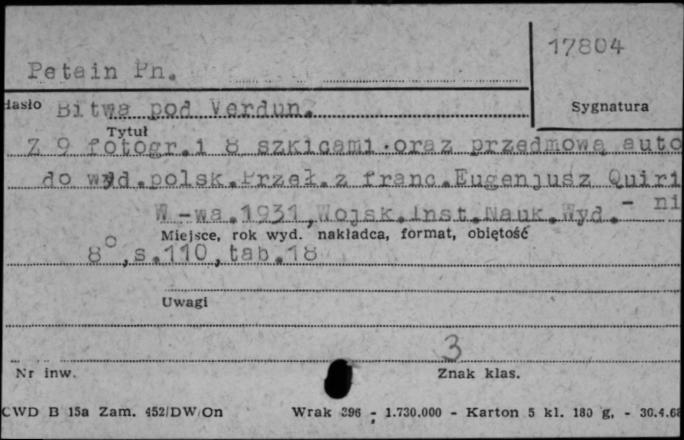 17804
Petain Ph.
Hasło Bitwa pod Verdun.
Sygnatura
Tytuł
Z 9 fotogr.i 8 szkicami oraz przedmową auto
do wyd.polsk.Przeł.z franc.Eugenjusz Quiri
W-wa.1931,Wojsk.Inst.Nauk.Wyd.- ni
Miejsce, rok wyd. nakładca, format, objętość
8°,s.110,tab.18
Uwagi
3
Nr inw.
Znak klas.
CWD B 15a Zam. 452/DW/On Wrak 396 - 1.730.000 - Karton 5 kl. 180 g, - 30.4.68